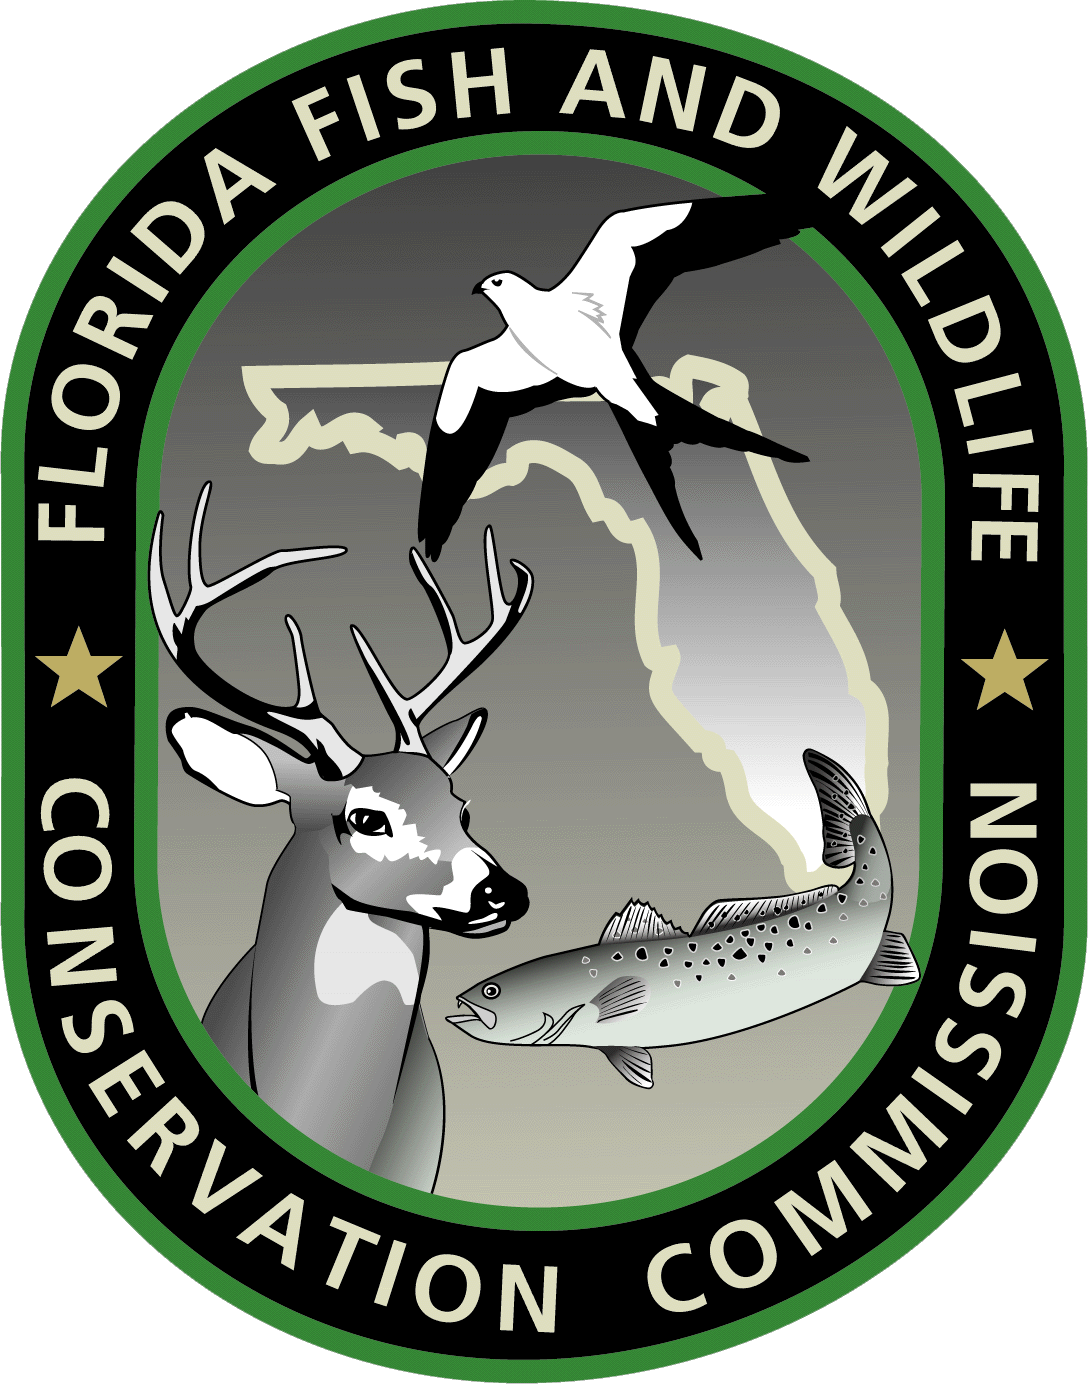 FLORIDA FISH AND WILDLIFE
CONSERVATION COMMISSION